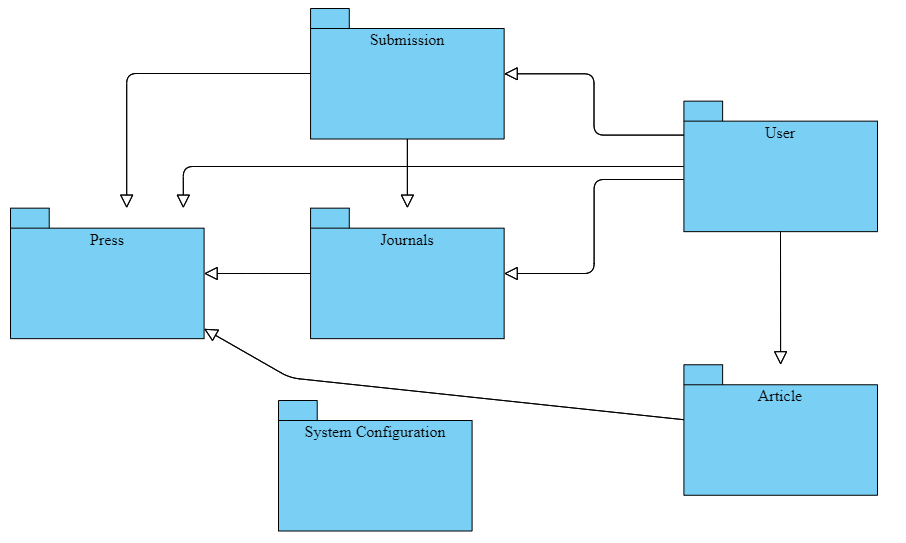 Submission
User
Press
Journals
Article
System Configuration